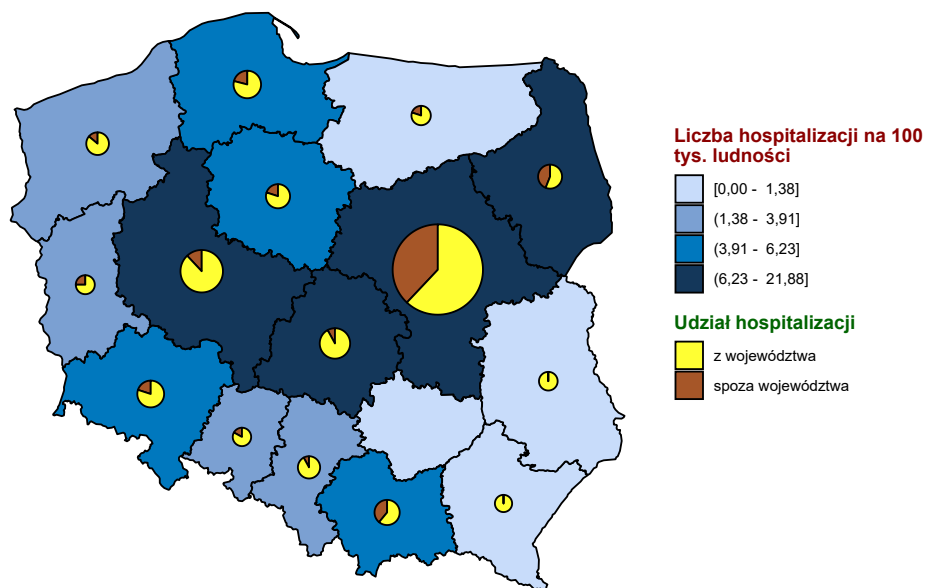 Liczba hospitalizacji na 100
tys. ludności
[0,00 - 1,38]
(1,38 - 3,91]
(3,91 - 6,23]
(6,23 - 21,88]
Udział hospitalizacji
z województwa
spoza województwa